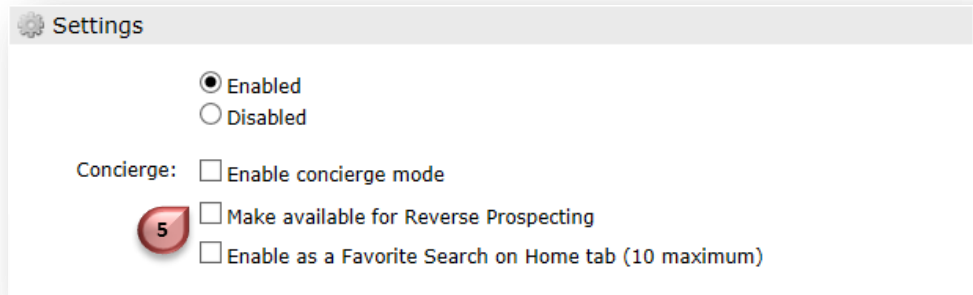 Settings
Enabled
Disabled
Concierge: Enable concierge mode
5 Make available for Reverse Prospecting
Enable as a Favorite Search on Home tab (10 maximum)